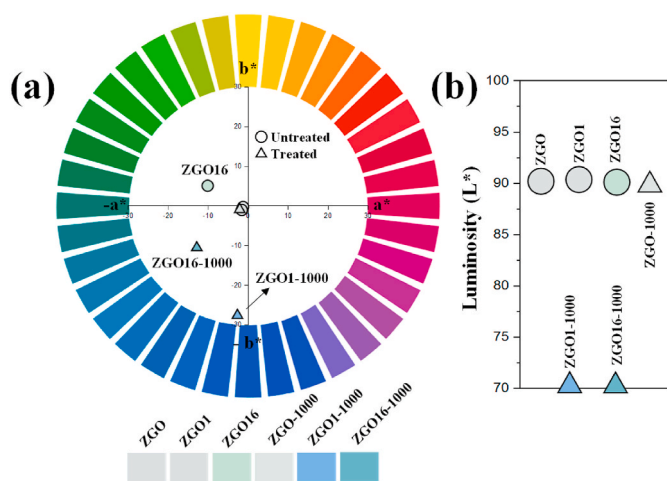 (a)
b*
30
20
10
0
-10
-20
-30
-30
-20
-10
0
10
20
30
Untreated
Treated
ZGO16
-a*
a*
ZGO16-1000
ZGO1-1000
b*
ZGO
ZGO1
ZGO16
ZGO-1000
ZGO1-1000
ZGO16-1000
(b)
Luminosity (L*)
100
95
90
85
80
75
70
ZGO
ZGO1
ZGO16
ZGO-1000
ZGO1-1000
ZGO16-1000